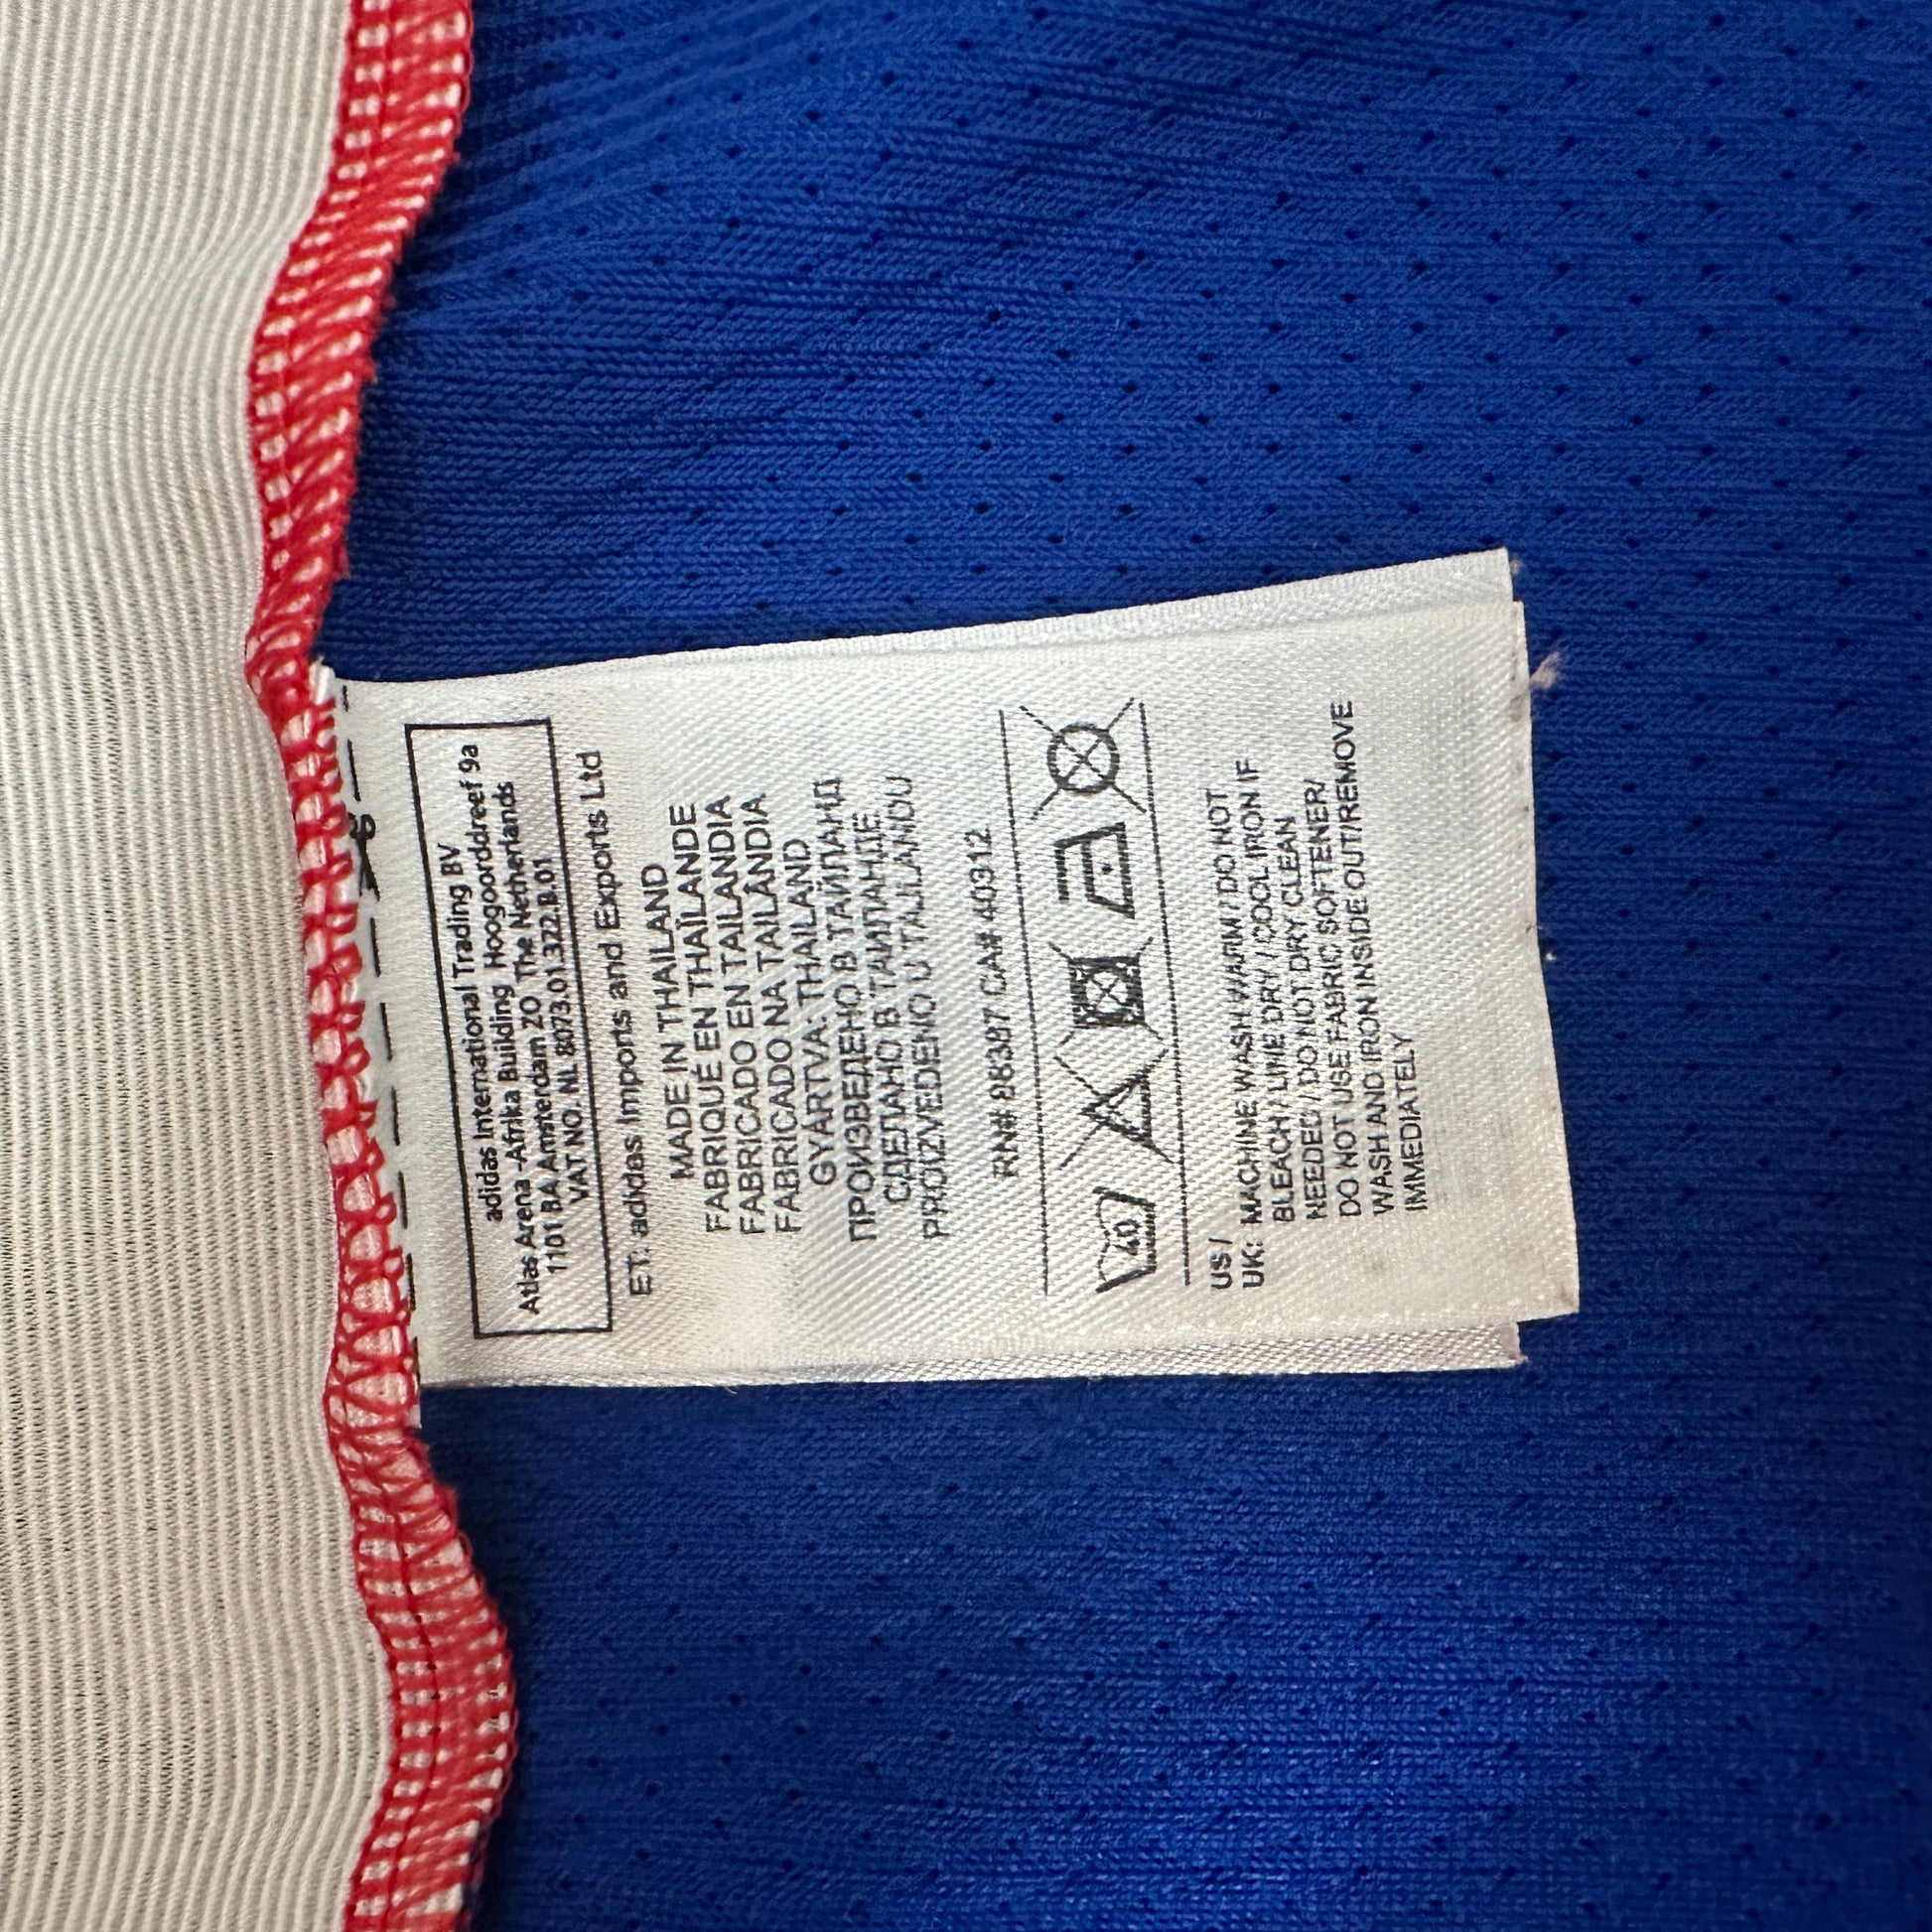 adidas International Trading BV
Atlas Arena -Afrika Building Hoogoorddreef 9a
1101 BA Amsterdam ZO The Netherlands
VAT NO. NL 8073.01.372.B.01
ET: adidas Imports and Exports Ltd
MADE IN THAILAND
FABRIQUÉ EN THAÏLANDE
FABRICADO EN TAILANDIA
FABRICADO NA TAILÂNDIA
GYÁRTVA: THAILAND
ПРОИЗВЕДЕНО В ТАЙЛАНД
СДЕЛАНО В ТАИЛАНДЕ
PROIZVEDENO U TAJLANDU
RN# 88387 CA# 40312
40
US /
UK: MACHINE WASH WARM / DO NOT
BLEACH / LINE DRY / COOL IRON IF
NEEDED / DO NOT DRY CLEAN
DO NOT USE FABRIC SOFTENER/
WASH AND IRON INSIDE OUT/REMOVE
IMMEDIATELY